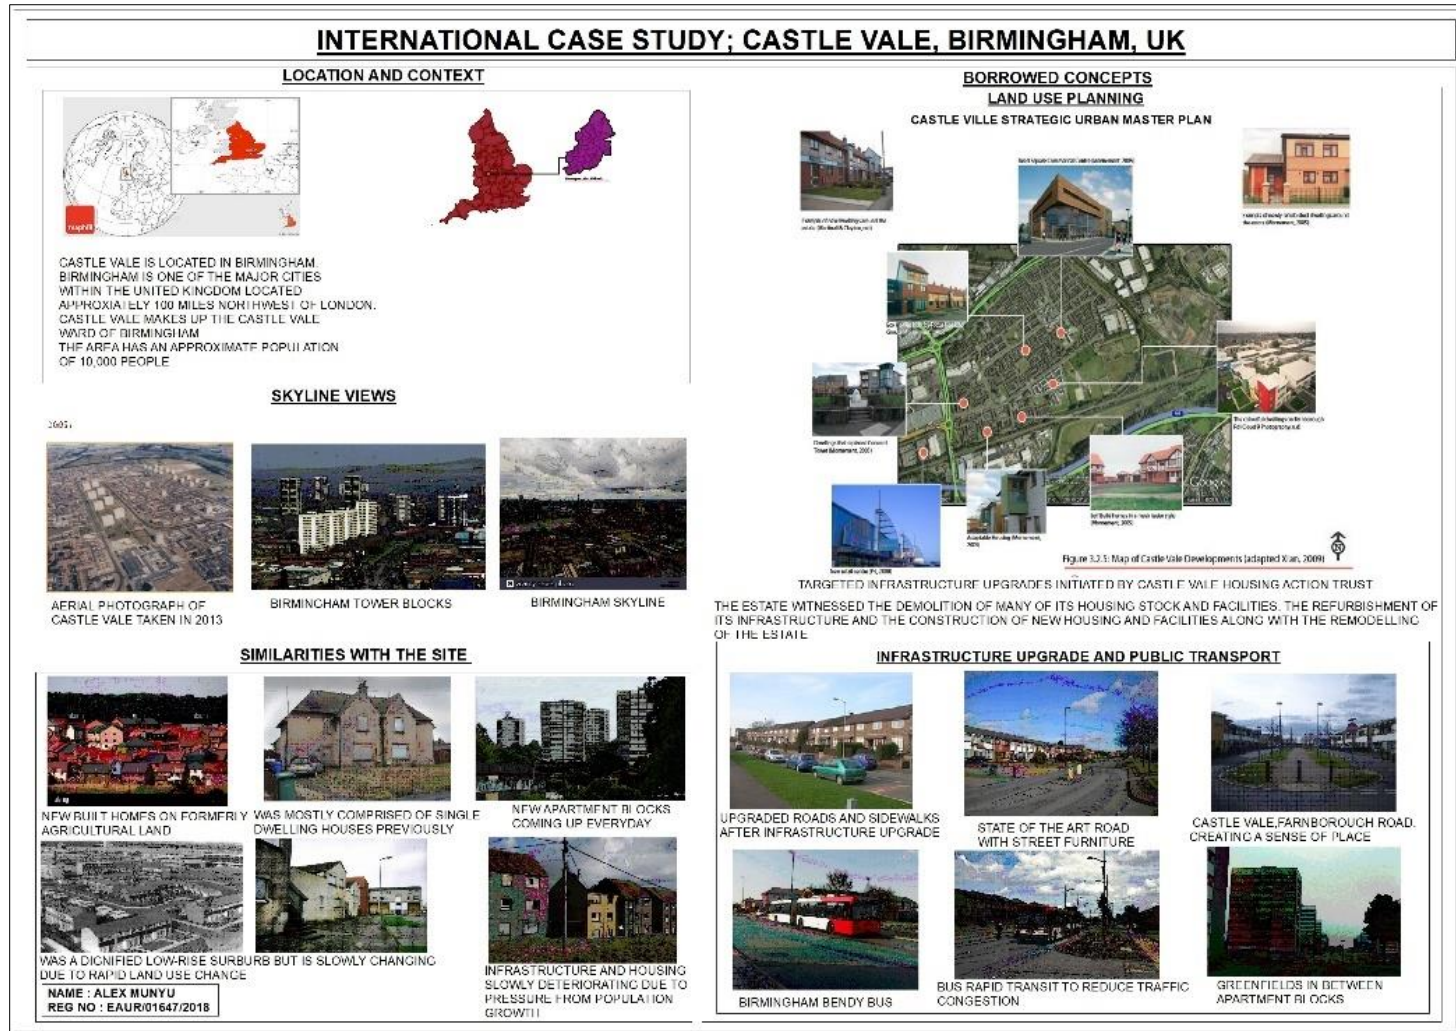 INTERNATIONAL CASE STUDY; CASTLE VALE, BIRMINGHAM, UK
LOCATION AND CONTEXT
maphill
CASTLE VALE IS LOCATED IN BIRMINGHAM.
BIRMINGHAM IS ONE OF THE MAJOR CITIES
WITHIN THE UNITED KINGDOM LOCATED
APPROXIATELY 100 MILES NORTHWEST OF LONDON.
CASTLE VALE MAKES UP THE CASTLE VALE
WARD OF BIRMINGHAM
THE AREA HAS AN APPROXIMATE POPULATION
OF 10,000 PEOPLE
SKYLINE VIEWS
AERIAL PHOTOGRAPH OF
CASTLE VALE TAKEN IN 2013
BIRMINGHAM TOWER BLOCKS
BIRMINGHAM SKYLINE
SIMILARITIES WITH THE SITE
NEW BUILT HOMES ON FORMERLY
AGRICULTURAL LAND
WAS MOSTLY COMPRISED OF SINGLE
DWELLING HOUSES PREVIOUSLY
NEW APARTMENT BLOCKS
COMING UP EVERYDAY
WAS A DIGNIFIED LOW-RISE SURBURB BUT IS SLOWLY CHANGING
DUE TO RAPID LAND USE CHANGE
INFRASTRUCTURE AND HOUSING
SLOWLY DETERIORATING DUE TO
PRESSURE FROM POPULATION
GROWTH
NAME : ALEX MUNYU
REG NO : EAUR/01647/2018
BORROWED CONCEPTS
LAND USE PLANNING
CASTLE VILLE STRATEGIC URBAN MASTER PLAN
Adaptable Housing (Mornement,
2005)
(Mornement, 2005)
Google
N
Figure 3.2.5: Map of Castle Vale Developments (adapted Xian, 2009)
TARGETED INFRASTRUCTURE UPGRADES INITIATED BY CASTLE VALE HOUSING ACTION TRUST
THE ESTATE WITNESSED THE DEMOLITION OF MANY OF ITS HOUSING STOCK AND FACILITIES. THE REFURBISHMENT OF
ITS INFRASTRUCTURE AND THE CONSTRUCTION OF NEW HOUSING AND FACILITIES ALONG WITH THE REMODELLING
OF THE ESTATE
INFRASTRUCTURE UPGRADE AND PUBLIC TRANSPORT
UPGRADED ROADS AND SIDEWALKS
AFTER INFRASTRUCTURE UPGRADE
STATE OF THE ART ROAD
WITH STREET FURNITURE
CASTLE VALE,FARNBOROUGH ROAD.
CREATING A SENSE OF PLACE
BIRMINGHAM BENDY BUS
BUS RAPID TRANSIT TO REDUCE TRAFFIC
CONGESTION
GREENFIELDS IN BETWEEN
APARTMENT BLOCKS